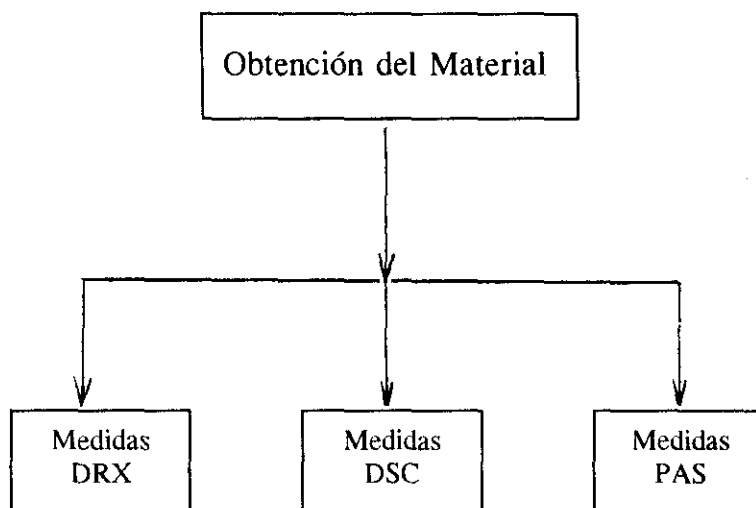 Obtención del Material
Medidas
DRX
Medidas
DSC
Medidas
PAS